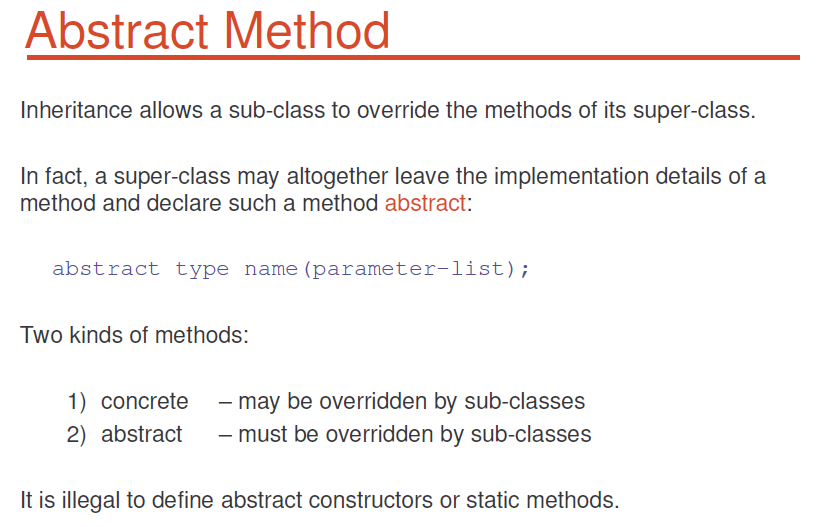 Abstract Method
Inheritance allows a sub-class to override the methods of its super-class.
In fact, a super-class may altogether leave the implementation details of a
method and declare such a method abstract:
abstract type name(parameter-list);
Two kinds of methods:
1) concrete – may be overridden by sub-classes
2) abstract – must be overridden by sub-classes
It is illegal to define abstract constructors or static methods.